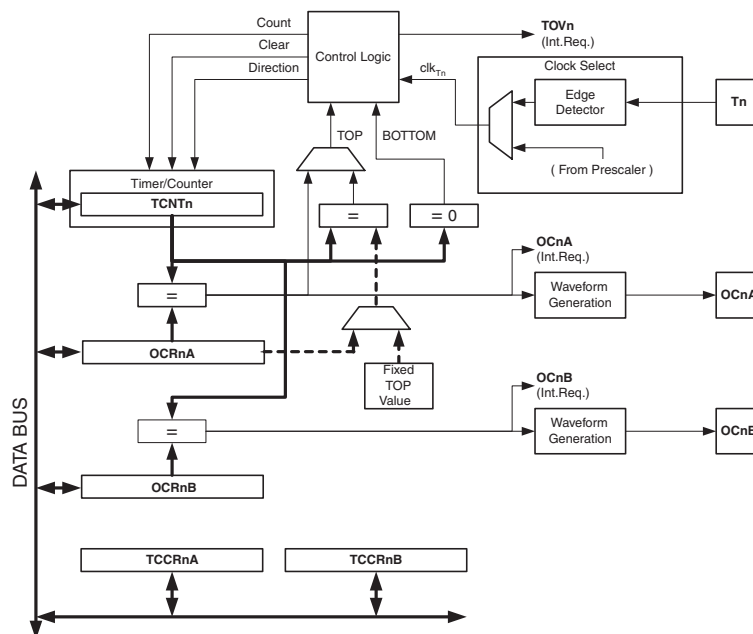 Count
Clear
Direction
Control Logic
TOVn
(Int.Req.)
clkTn
Clock Select
Edge
Detector
Tn
( From Prescaler )
TOP
BOTTOM
Timer/Counter
TCNTn
=
= 0
OCnA
(Int.Req.)
=
Waveform
Generation
OCnA
OCRnA
Fixed
TOP
Value
OCnB
(Int.Req.)
=
Waveform
Generation
OCnB
DATA BUS
OCRnB
TCCRnA
TCCRnB